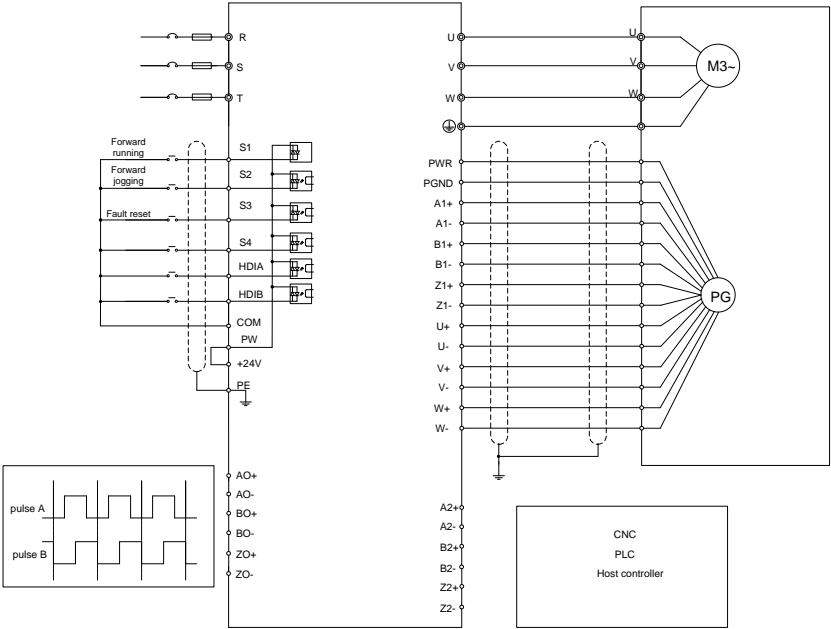 R
S
T
U
V
W
U
V
W
M3~
Forward
running
Forward
jogging
Fault reset
S1
S2
S3
S4
HDIA
HDIB
COM
PW
+24V
PE
PWR
PGND
A1+
A1-
B1+
B1-
Z1+
Z1-
U+
U-
V+
V-
W+
W-
PG
pulse A
pulse B
AO+
AO-
BO+
BO-
ZO+
ZO-
A2+
A2-
B2+
B2-
Z2+
Z2-
CNC
PLC
Host controller